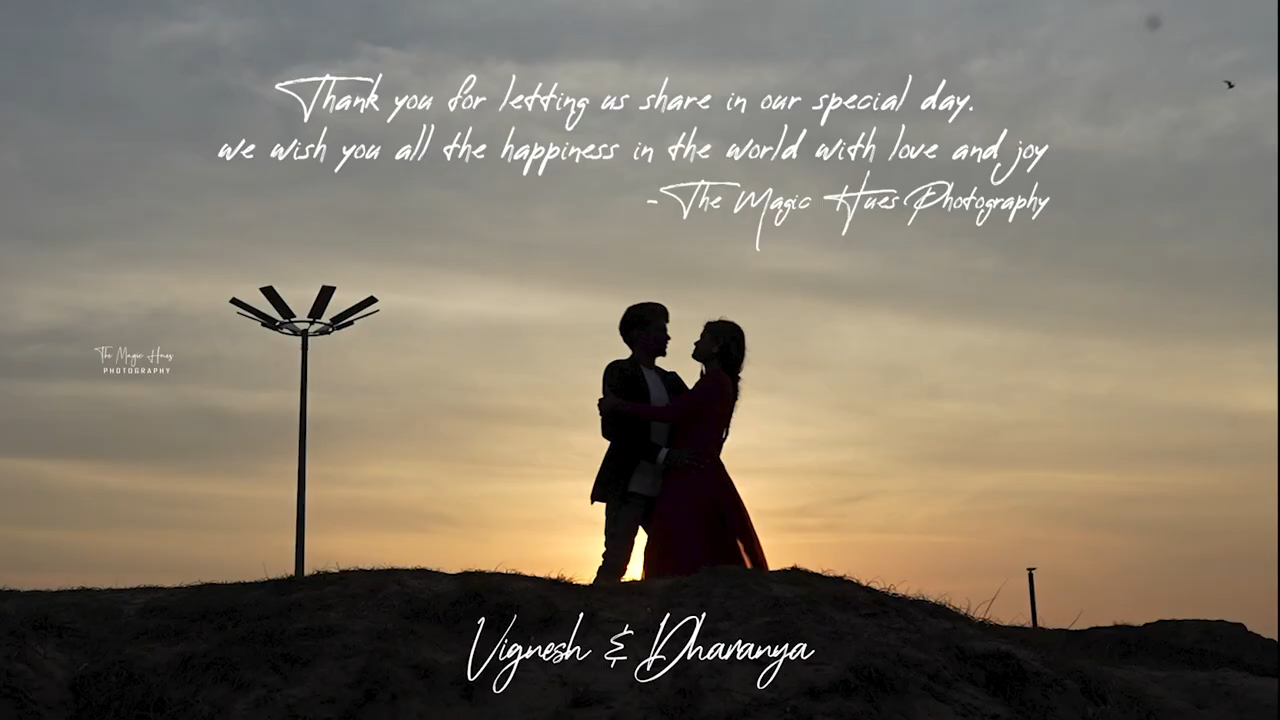 Thank you for letting us share in our special day.
we wish you all the happiness in the world with love and joy
-The Magic Hues Photography
The Magic Hues
PHOTOGRAPHY
Vignesh & Dharanya